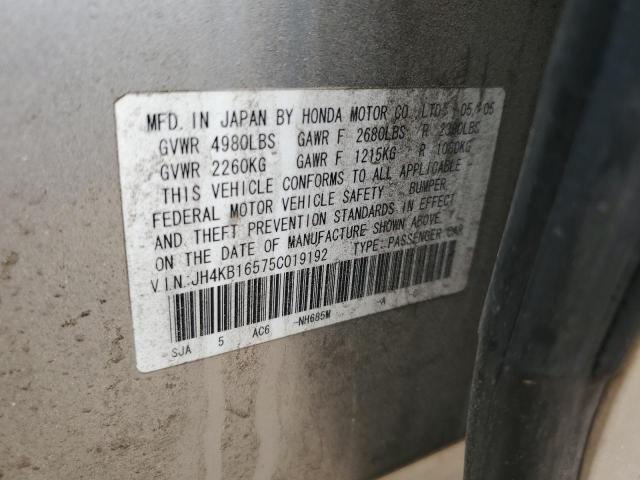 MFD. IN JAPAN BY HONDA MOTOR CO.,LTD. 05/05
GVWR 4980LBS GAWR F 2680LBS R 2380LBS
GVWR 2260KG GAWR F 1215KG R 1080KG
THIS VEHICLE CONFORMS TO ALL APPLICABLE
FEDERAL MOTOR VEHICLE SAFETY, BUMPER,
AND THEFT PREVENTION STANDARDS IN EFFECT
ON THE DATE OF MANUFACTURE SHOWN ABOVE.
V.I.N.:JH4KB16575C019192 TYPE: PASSENGER CAR
SJA 5 AC6 -NH685M -A